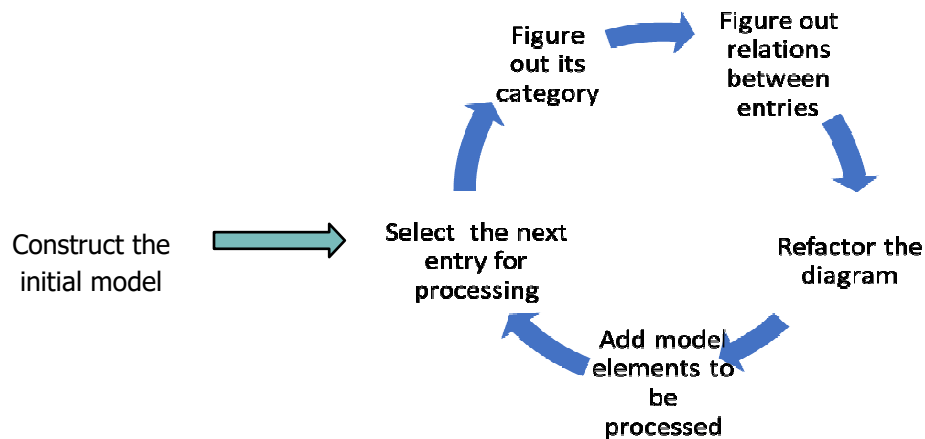 Construct the
initial model
Select the next
entry for
processing
Figure
out its
category
Figure out
relations
between
entries
Refactor the
diagram
Add model
elements to
be
processed